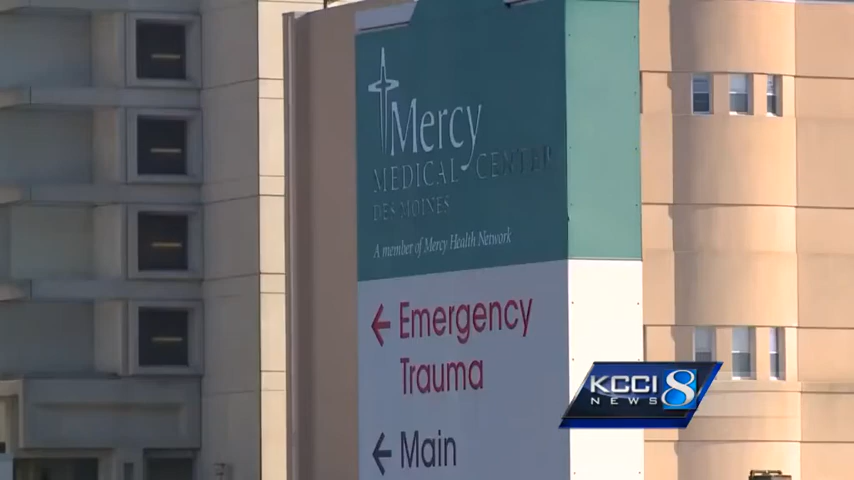 Mercy
MEDICAL CENTER
DES MOINES
A member of Mercy Health Network
← Emergency
Trauma
← Main
KCCI 8
NEWS